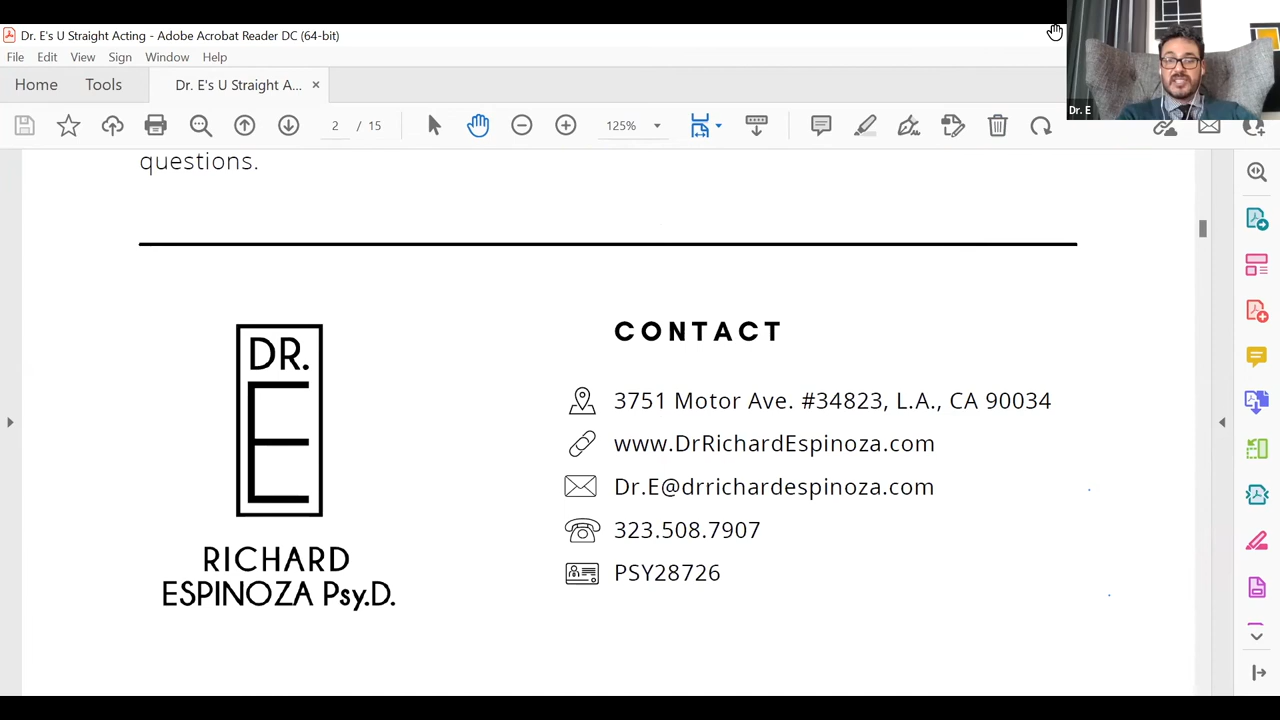 Dr. E's U Straight Acting - Adobe Acrobat Reader DC (64-bit)
File Edit View Sign Window Help
Home Tools Dr. E's U Straight A... ×
2 / 15 125%
Dr. E
questions.
DR.
E
RICHARD
ESPINOZA Psy.D.
CONTACT
3751 Motor Ave. #34823, L.A., CA 90034
www.DrRichardEspinoza.com
Dr.E@drrichardespinoza.com
323.508.7907
PSY28726